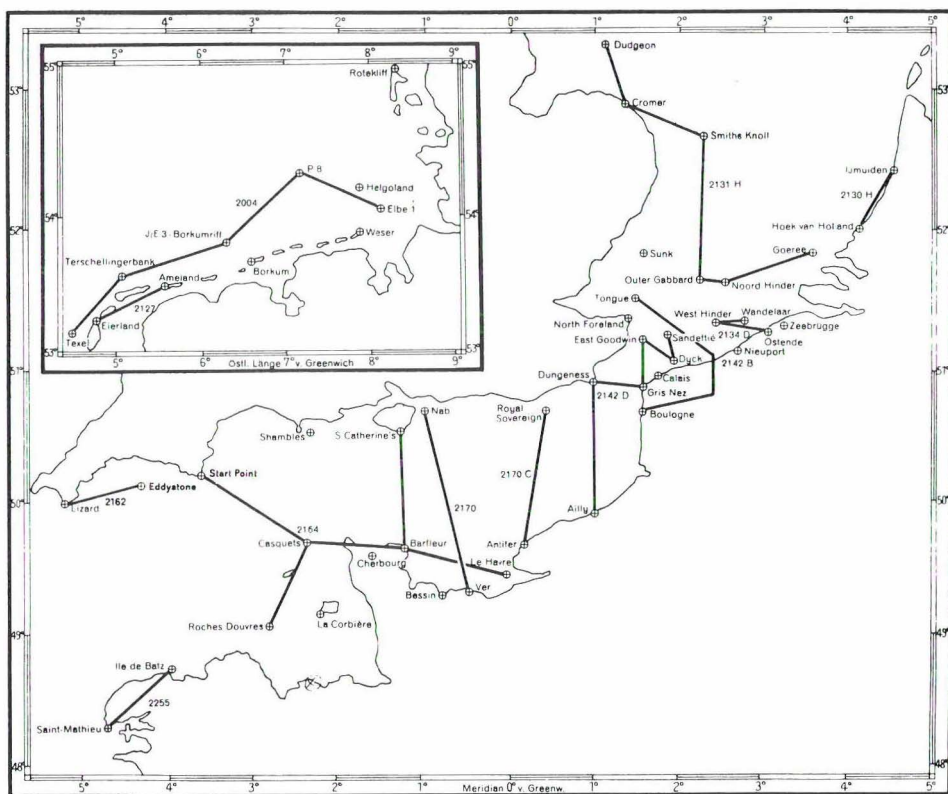 5° 4° 3° 2° 1° 0° 1° 2° 3° 4° 5°
5° 6° 7° 8° 9°
55°
55°
Rotekliff
P 8
Helgoland
2004
Elbe 1
54°
54°
J/E 3-Borkumriff
Weser
Terschellingerbank
Ameland
Borkum
2127
Eierland
Texel
53°
53°
5° 6° 7° 8° 9°
Östl. Länge 7° v. Greenwich
Dudgeon
53°
53°
Cromer
Smiths Knoll
IJmuiden
2131 H
2130 H
52°
52°
Hoek van Holland
Sunk
Goeree
Outer Gabbard
Noord Hinder
Tongue
West Hinder
Wandelaar
North Foreland
Zeebrügge
Sandettié
2134 D
Ostende
East Goodwin
Nieuport
Dyck
2142 B
51°
51°
Dungeness
Calais
2142 D
Gris Nez
Nab
Royal
Sovereign
Boulogne
Shambles
S. Catherine's
Start Point
2170 C
Eddystone
50°
50°
Lizard
2162
2170
Ailly
2164
Casquets
Barfleur
Antifer
Cherbourg
Le Havre
Bassin
Ver
49°
49°
Roches Douvres
La Corbière
Ile de Batz
2255
Saint-Mathieu
48°
48°
Meridian 0° v. Greenw.
5° 4° 3° 2° 1° 0° 1° 2° 3° 4° 5°